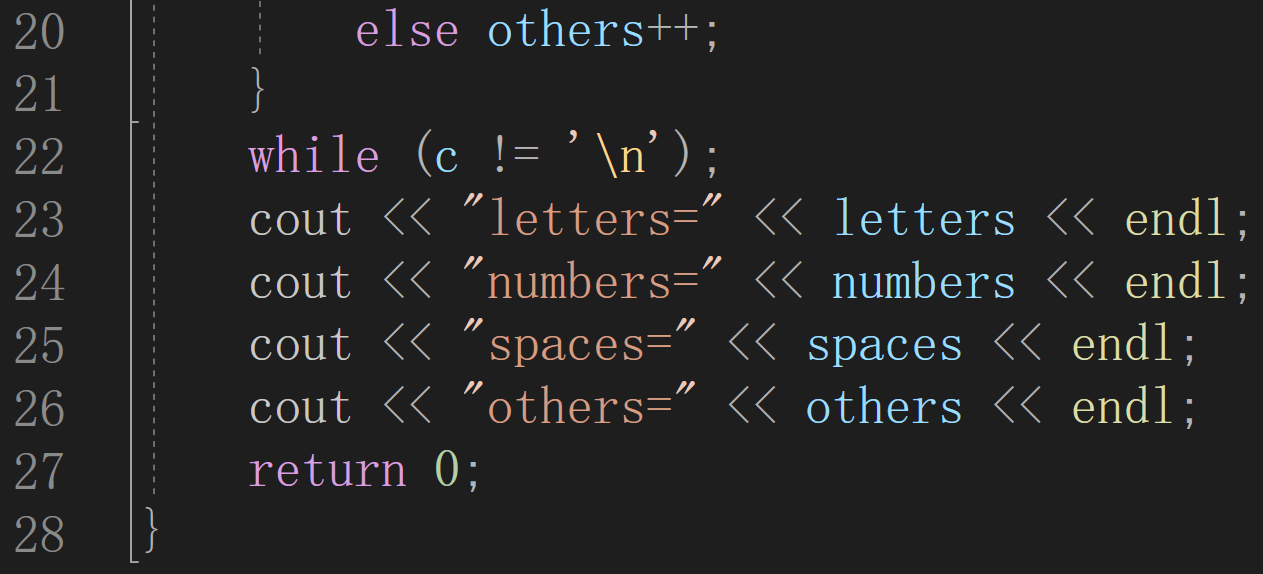 20 else others++;
21 }
22 while (c != '\n');
23 cout << "letters=" << letters << endl;
24 cout << "numbers=" << numbers << endl;
25 cout << "spaces=" << spaces << endl;
26 cout << "others=" << others << endl;
27 return 0;
28 }